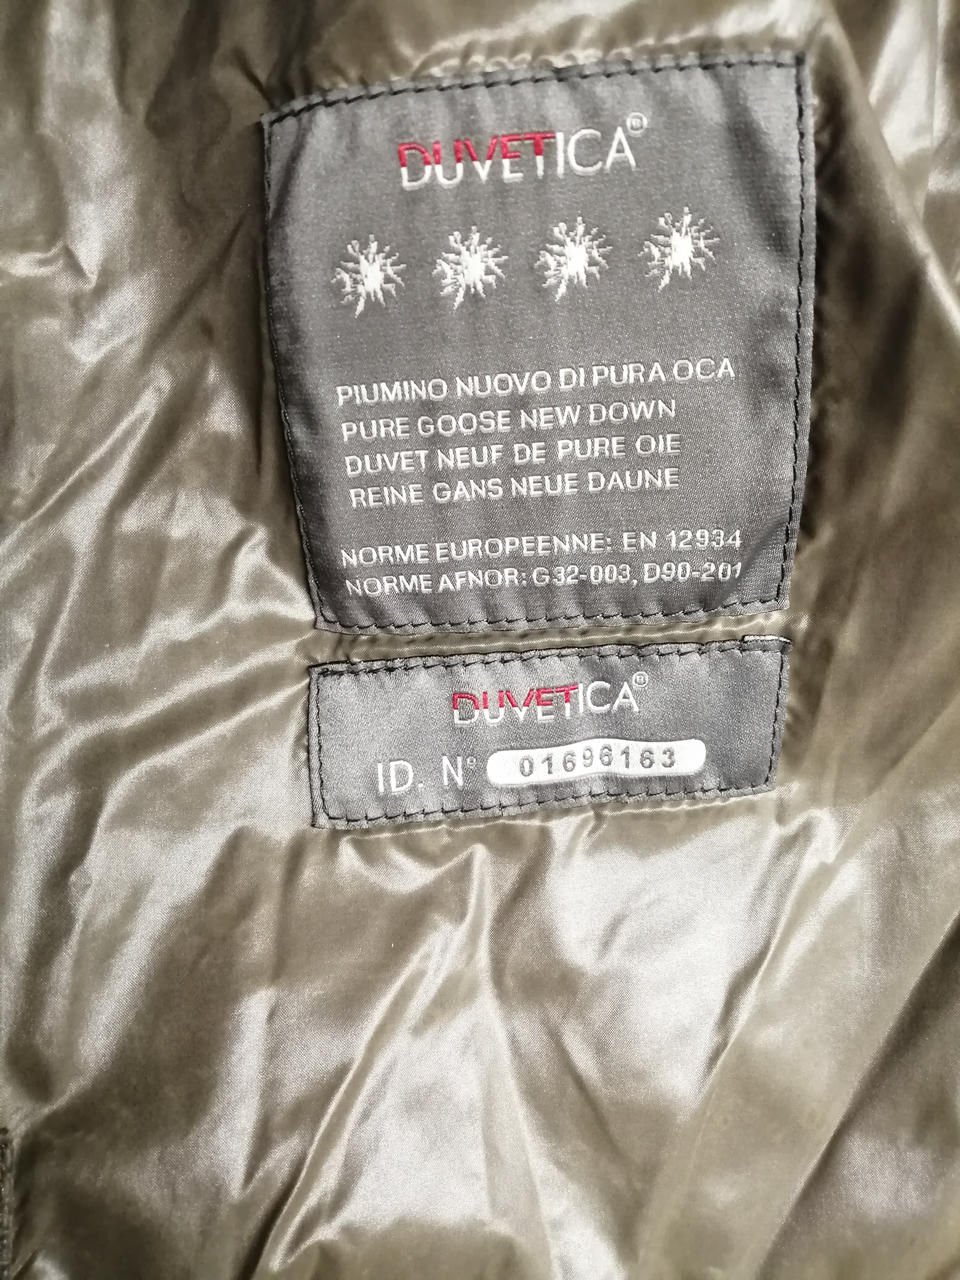 DUVETICA®
PIUMINO NUOVO DI PURA OCA
PURE GOOSE NEW DOWN
DUVET NEUF DE PURE OIE
REINE GANS NEUE DAUNE
NORME EUROPEENNE: EN 12934
NORME AFNOR: G32-003, D90-201
DUVETICA®
ID. N° 01696163